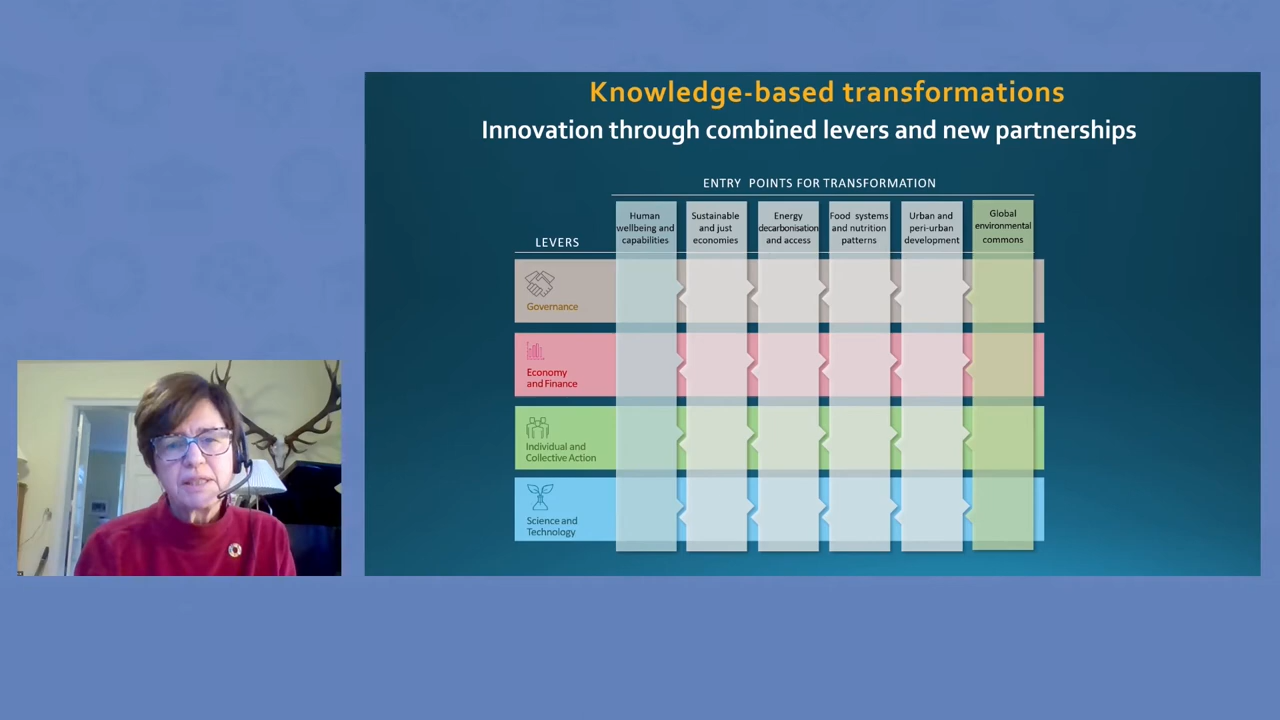 Knowledge-based transformations
Innovation through combined levers and new partnerships
ENTRY POINTS FOR TRANSFORMATION
LEVERS
Human
wellbeing and
capabilities
Sustainable
and just
economies
Energy
decarbonisation
and access
Food systems
and nutrition
patterns
Urban and
peri-urban
development
Global
environmental
commons
Governance
Economy
and Finance
Individual and
Collective Action
Science and
Technology